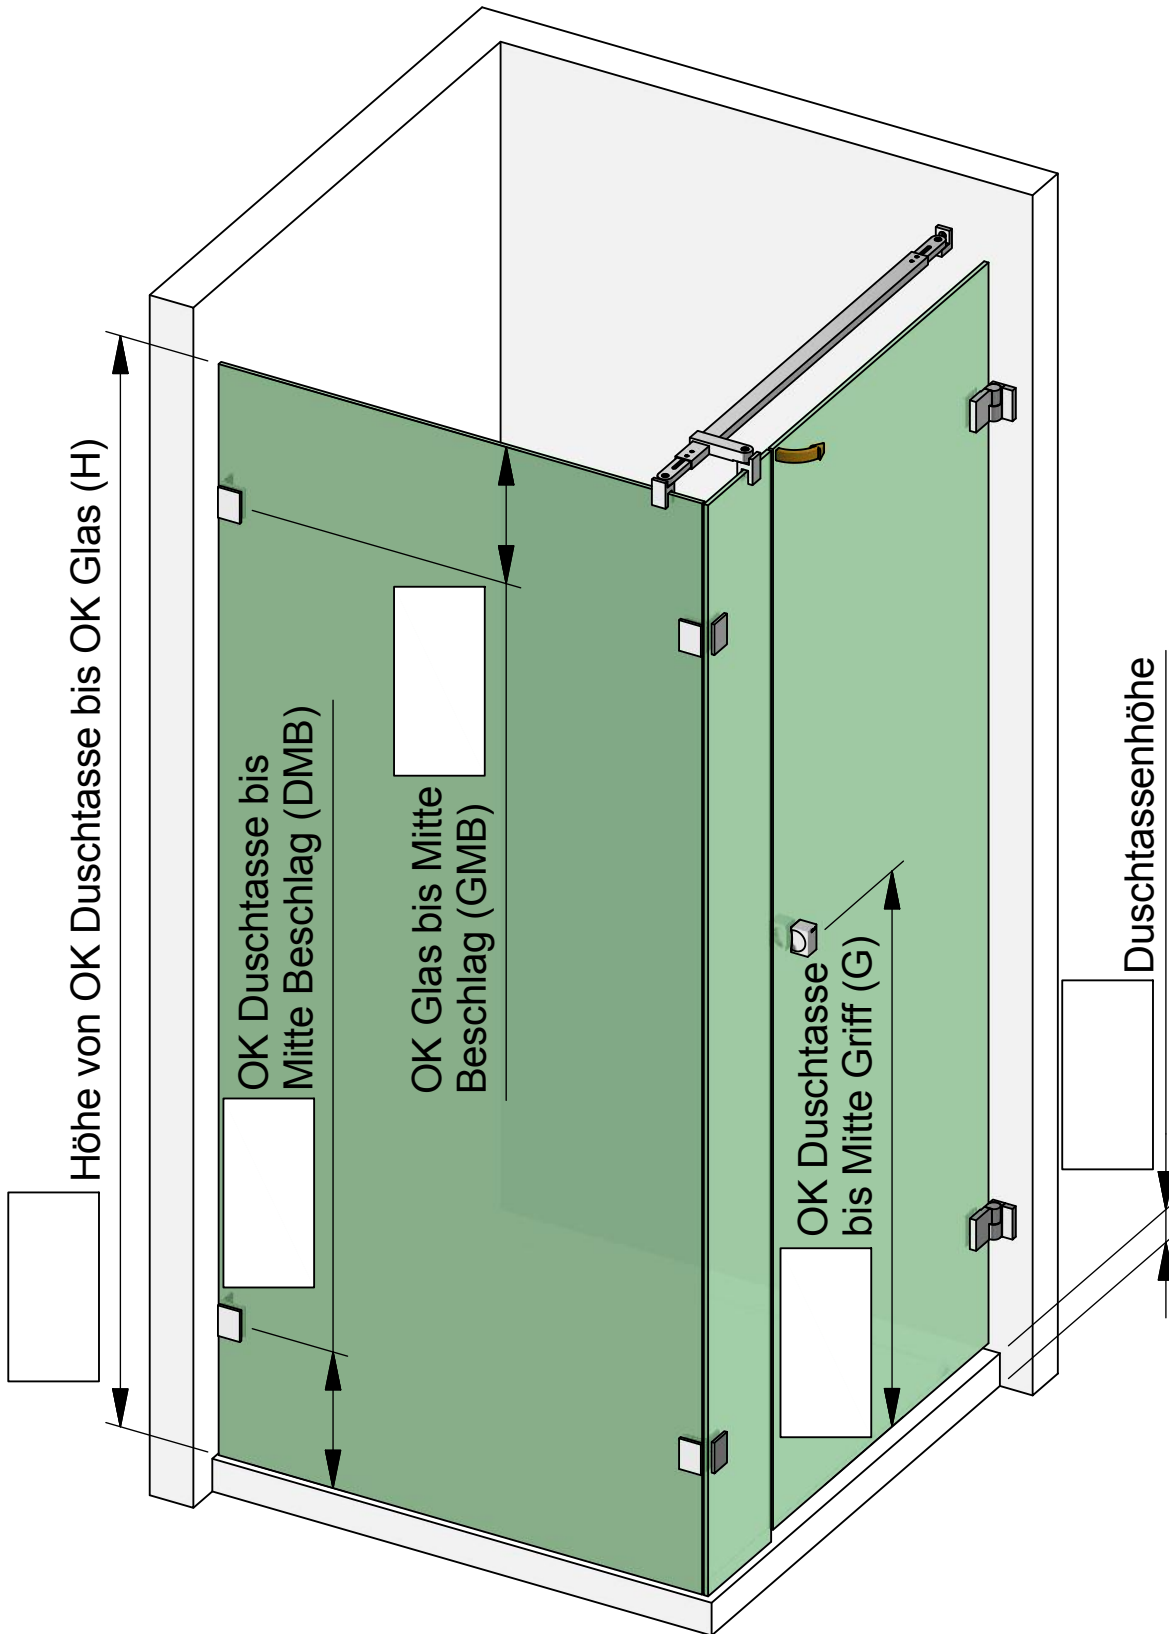 Höhe von OK Duschtasse bis OK Glas (H)
OK Duschtasse bis
Mitte Beschlag (DMB)
OK Glas bis Mitte
Beschlag (GMB)
OK Duschtasse
bis Mitte Griff (G)
Duschtassenhöhe